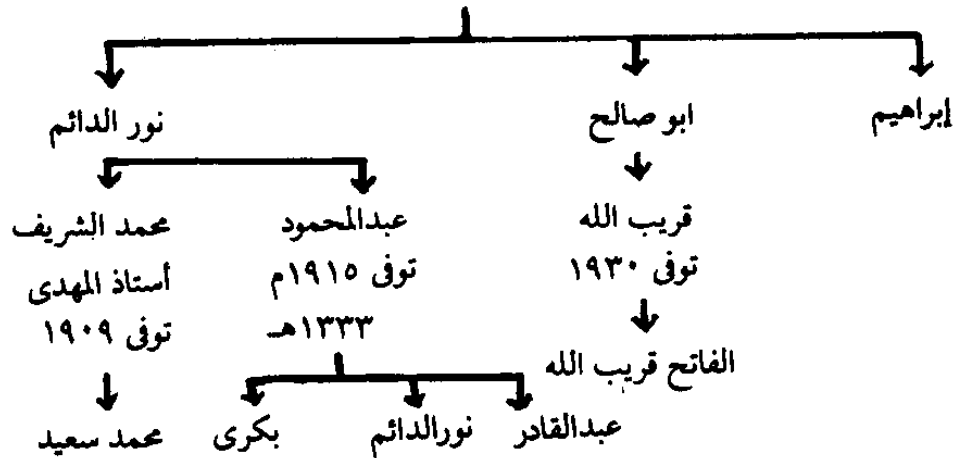 إبراهيم
ابو صالح
نور الدائم
قريب الله
توفى ١٩٣٠
الفاتح قريب الله
عبدالمحمود
توفى ١٩١٥م
١٣٣٣هـ
محمد الشريف
أستاذ المهدى
توفى ١٩٠٩
عبدالقادر
نورالدائم
بكرى
محمد سعيد